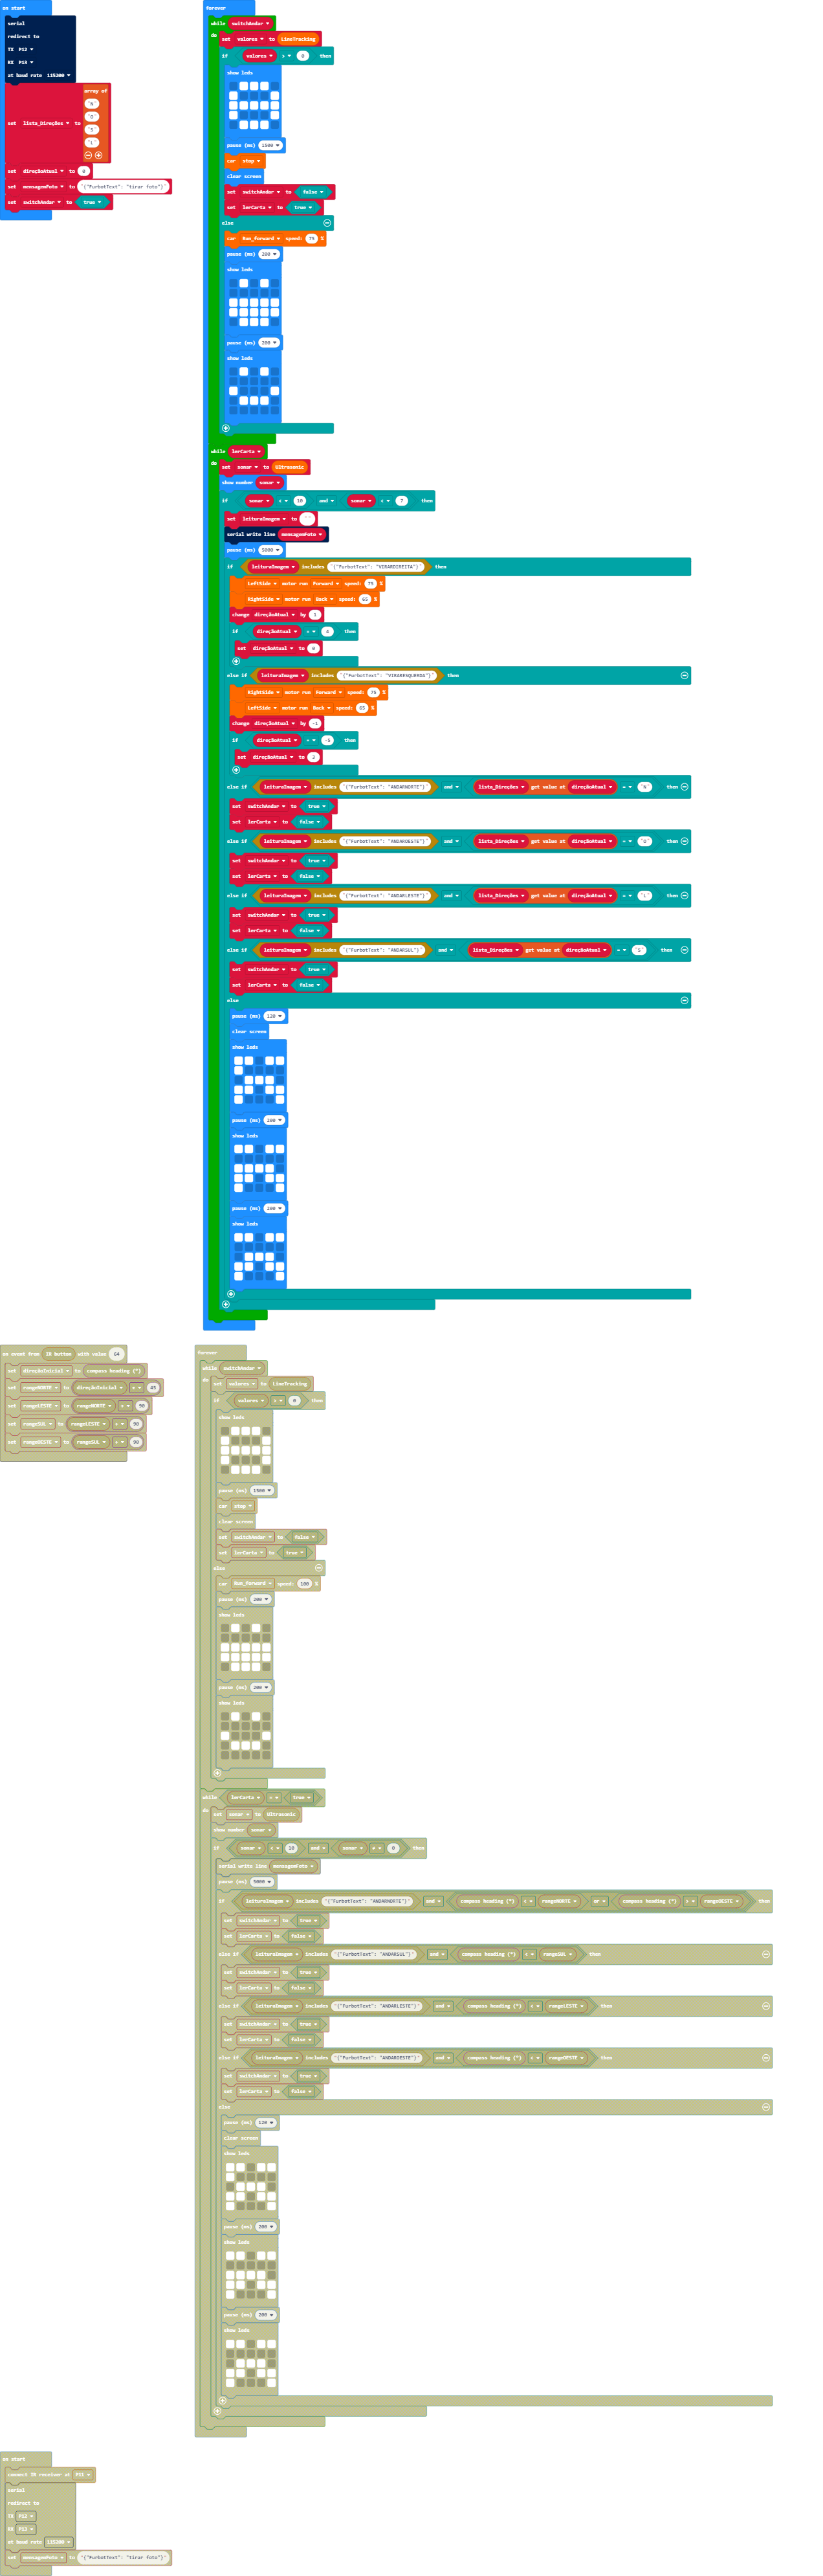 on start
serial
redirect to
TX P12
RX P13
at baud rate 115200
set lista_Direções to array of
"N"
"O"
"S"
"L"
set direçãoAtual to 0
set mensagemFoto to "{"FurbotText": "tirar foto"}"
set switchAndar to true
forever
while switchAndar
do set valores to LineTracking
if valores > 0 then
show leds
pause (ms) 1500
car stop
clear screen
set switchAndar to false
set lerCarta to true
else
car Run_forward speed: 75 %
pause (ms) 200
show leds
pause (ms) 200
show leds
while lerCarta
do set sonar to Ultrasonic
show number sonar
if sonar < 10 and sonar < 7 then
set leituraImagem to " "
serial write line mensagemFoto
pause (ms) 5000
if leituraImagem includes "{"FurbotText": "VIRARDIREITA"}" then
LeftSide motor run Forward speed: 75 %
RightSide motor run Back speed: 65 %
change direçãoAtual by 1
if direçãoAtual = 4 then
set direçãoAtual to 0
else if leituraImagem includes "{"FurbotText": "VIRARESQUERDA"}" then
RightSide motor run Forward speed: 75 %
LeftSide motor run Back speed: 65 %
change direçãoAtual by -1
if direçãoAtual = then
set direçãoAtual to 3
else if leituraImagem includes "{"FurbotText": "ANDARNORTE"}" and lista_Direções get value at direçãoAtual = "N" then
set switchAndar to true
set lerCarta to false
else if leituraImagem includes "{"FurbotText": "ANDAROESTE"}" and lista_Direções get value at direçãoAtual = "O" then
set switchAndar to true
set lerCarta to false
else if leituraImagem includes "{"FurbotText": "ANDARLESTE"}" and lista_Direções get value at direçãoAtual = "L" then
set switchAndar to true
set lerCarta to false
else if leituraImagem includes "{"FurbotText": "ANDARSUL"}" and lista_Direções get value at direçãoAtual = "S" then
set switchAndar to true
set lerCarta to false
else
pause (ms) 120
clear screen
show leds
pause (ms) 200
show leds
pause (ms) 200
show leds
on event from IR button with value 64
set direçãoInicial to compass heading (°)
set rangeNORTE to direçãoInicial + 45
set rangeLESTE to rangeNORTE + 90
set rangeSUL to rangeLESTE + 90
set rangeOESTE to rangeSUL + 90
forever
while switchAndar
do set valores to LineTracking
if valores > 0 then
show leds
pause (ms) 1500
car stop
clear screen
set switchAndar to false
set lerCarta to true
else
car Run_forward speed: 100 %
pause (ms) 200
show leds
pause (ms) 200
show leds
while lerCarta = true
do set sonar to Ultrasonic
show number sonar
if sonar < 10 and sonar ≠ 0 then
serial write line mensagemFoto
pause (ms) 5000
if leituraImagem includes "{"FurbotText": "ANDARNORTE"}" and compass heading (°) < rangeNORTE or compass heading (°) > rangeOESTE then
set switchAndar to true
set lerCarta to false
else if leituraImagem includes "{"FurbotText": "ANDARSUL"}" and compass heading (°) < rangeSUL then
set switchAndar to true
set lerCarta to false
else if leituraImagem includes "{"FurbotText": "ANDARLESTE"}" and compass heading (°) < rangeLESTE then
set switchAndar to true
set lerCarta to false
else if leituraImagem includes "{"FurbotText": "ANDAROESTE"}" and compass heading (°) < rangeOESTE then
set switchAndar to true
set lerCarta to false
else
pause (ms) 120
clear screen
show leds
pause (ms) 200
show leds
pause (ms) 200
show leds
on start
connect IR receiver at P11
serial
redirect to
TX P12
RX P13
at baud rate 115200
set mensagemFoto to "{"FurbotText": "tirar foto"}"